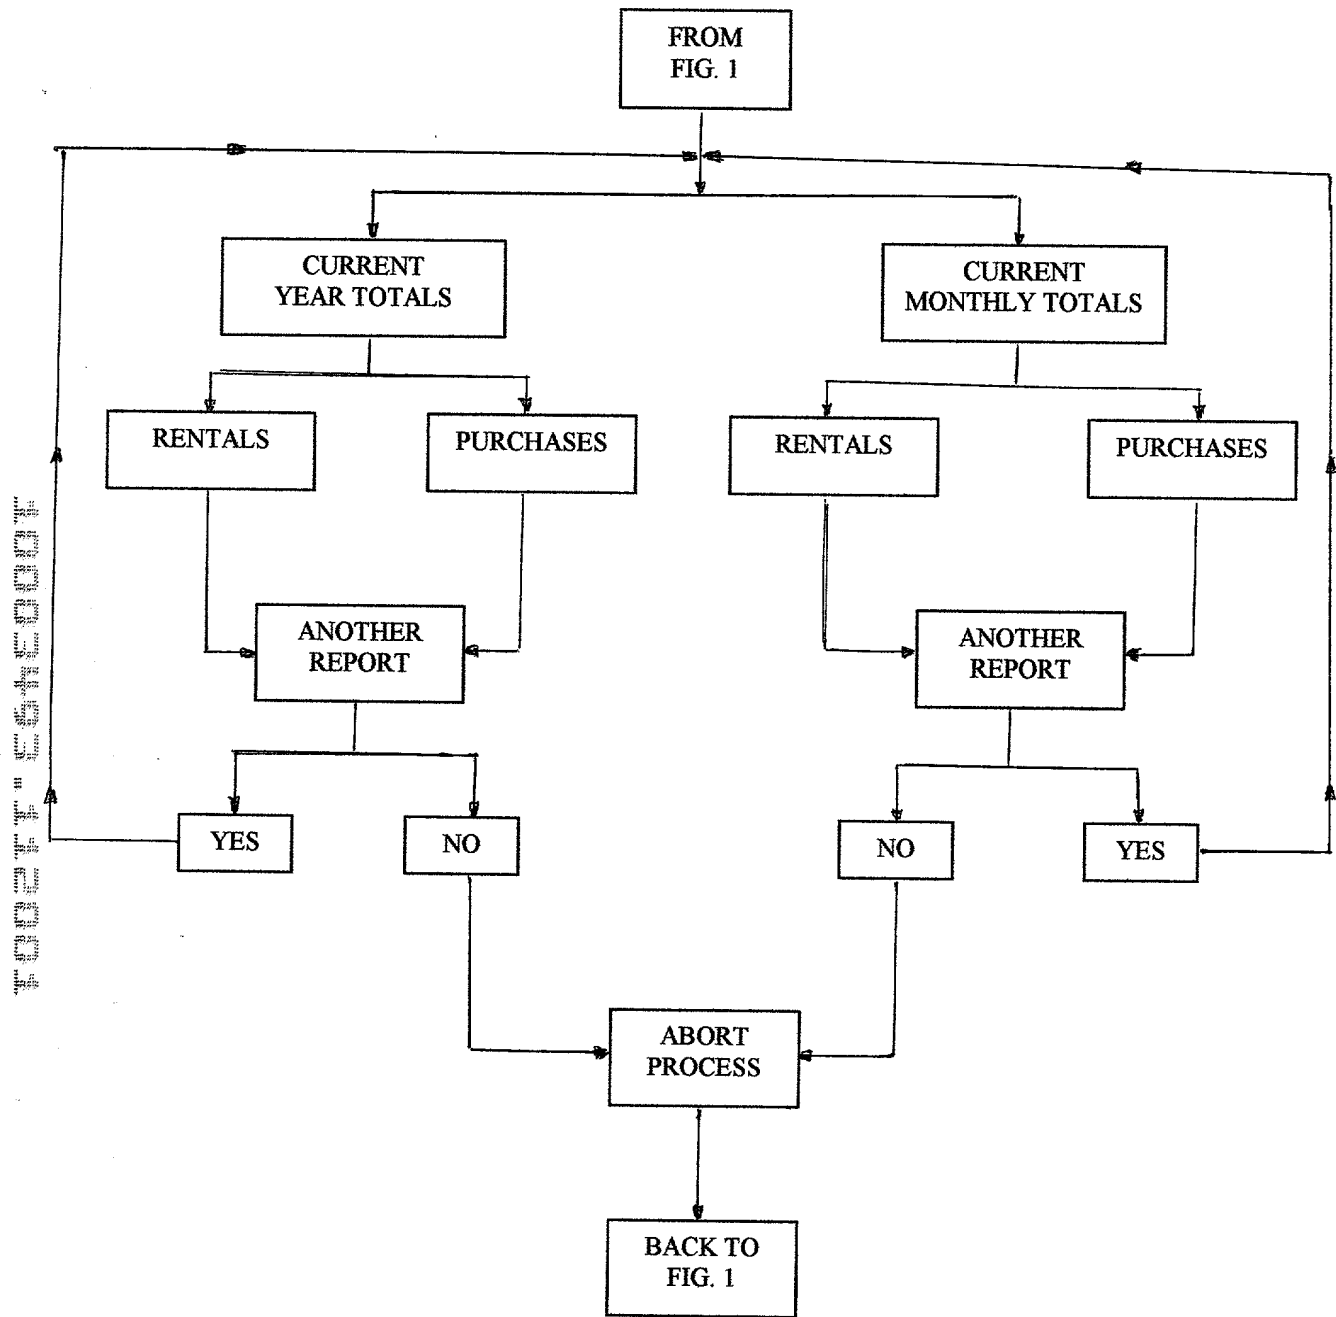 FROM
FIG. 1
CURRENT
YEAR TOTALS
CURRENT
MONTHLY TOTALS
RENTALS
PURCHASES
RENTALS
PURCHASES
ANOTHER
REPORT
ANOTHER
REPORT
YES
NO
NO
YES
ABORT
PROCESS
BACK TO
FIG. 1